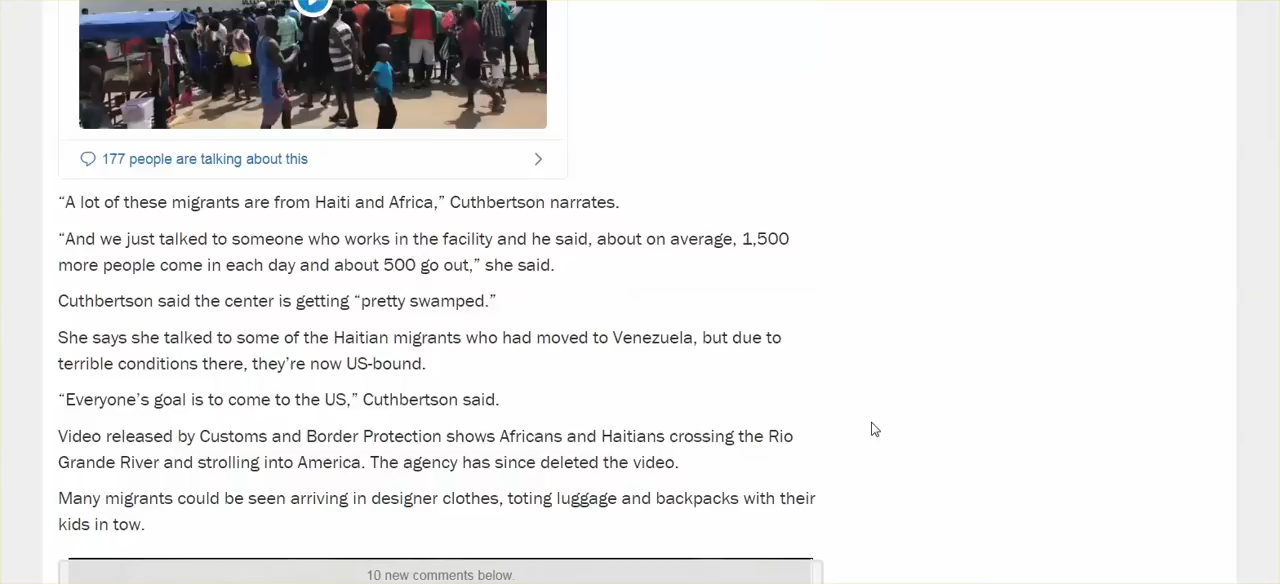 177 people are talking about this
“A lot of these migrants are from Haiti and Africa,” Cuthbertson narrates.
“And we just talked to someone who works in the facility and he said, about on average, 1,500
more people come in each day and about 500 go out,” she said.
Cuthbertson said the center is getting “pretty swamped.”
She says she talked to some of the Haitian migrants who had moved to Venezuela, but due to
terrible conditions there, they’re now US-bound.
“Everyone’s goal is to come to the US,” Cuthbertson said.
Video released by Customs and Border Protection shows Africans and Haitians crossing the Rio
Grande River and strolling into America. The agency has since deleted the video.
Many migrants could be seen arriving in designer clothes, toting luggage and backpacks with their
kids in tow.
10 new comments below.